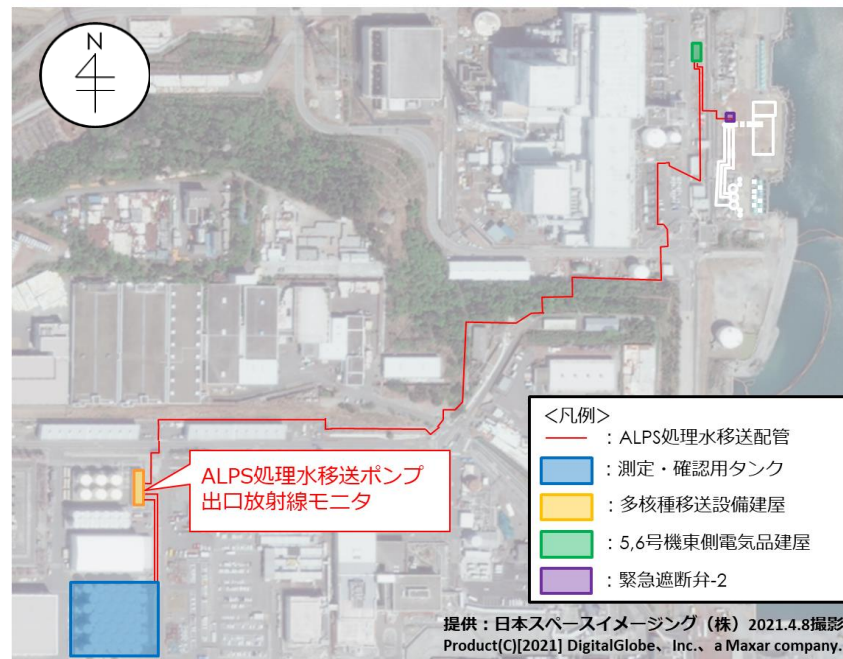 N
ALPS処理水移送ポンプ
出口放射線モニタ
<凡例>
：ALPS処理水移送配管
：測定・確認用タンク
：多核種移送設備建屋
：5,6号機東側電気品建屋
：緊急遮断弁-2
提供：日本スペースイメージング（株）2021.4.8撮影
Product(C)[2021] DigitalGlobe、Inc.、a Maxar company.